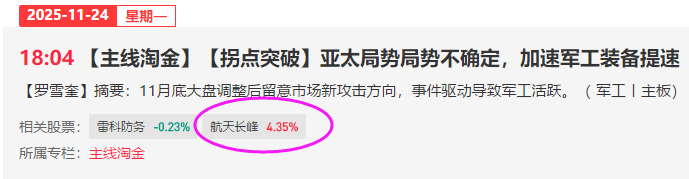 2025-11-24 星期一
18:04 【主线淘金】【拐点突破】亚太局势局势不确定，加速军工装备提速
【罗雪奎】摘要：11月底大盘调整后留意市场新攻击方向，事件驱动导致军工活跃。（ 军工丨主板）
相关股票： 雷科防务 -0.23% 航天长峰 4.35%
所属专栏：主线淘金